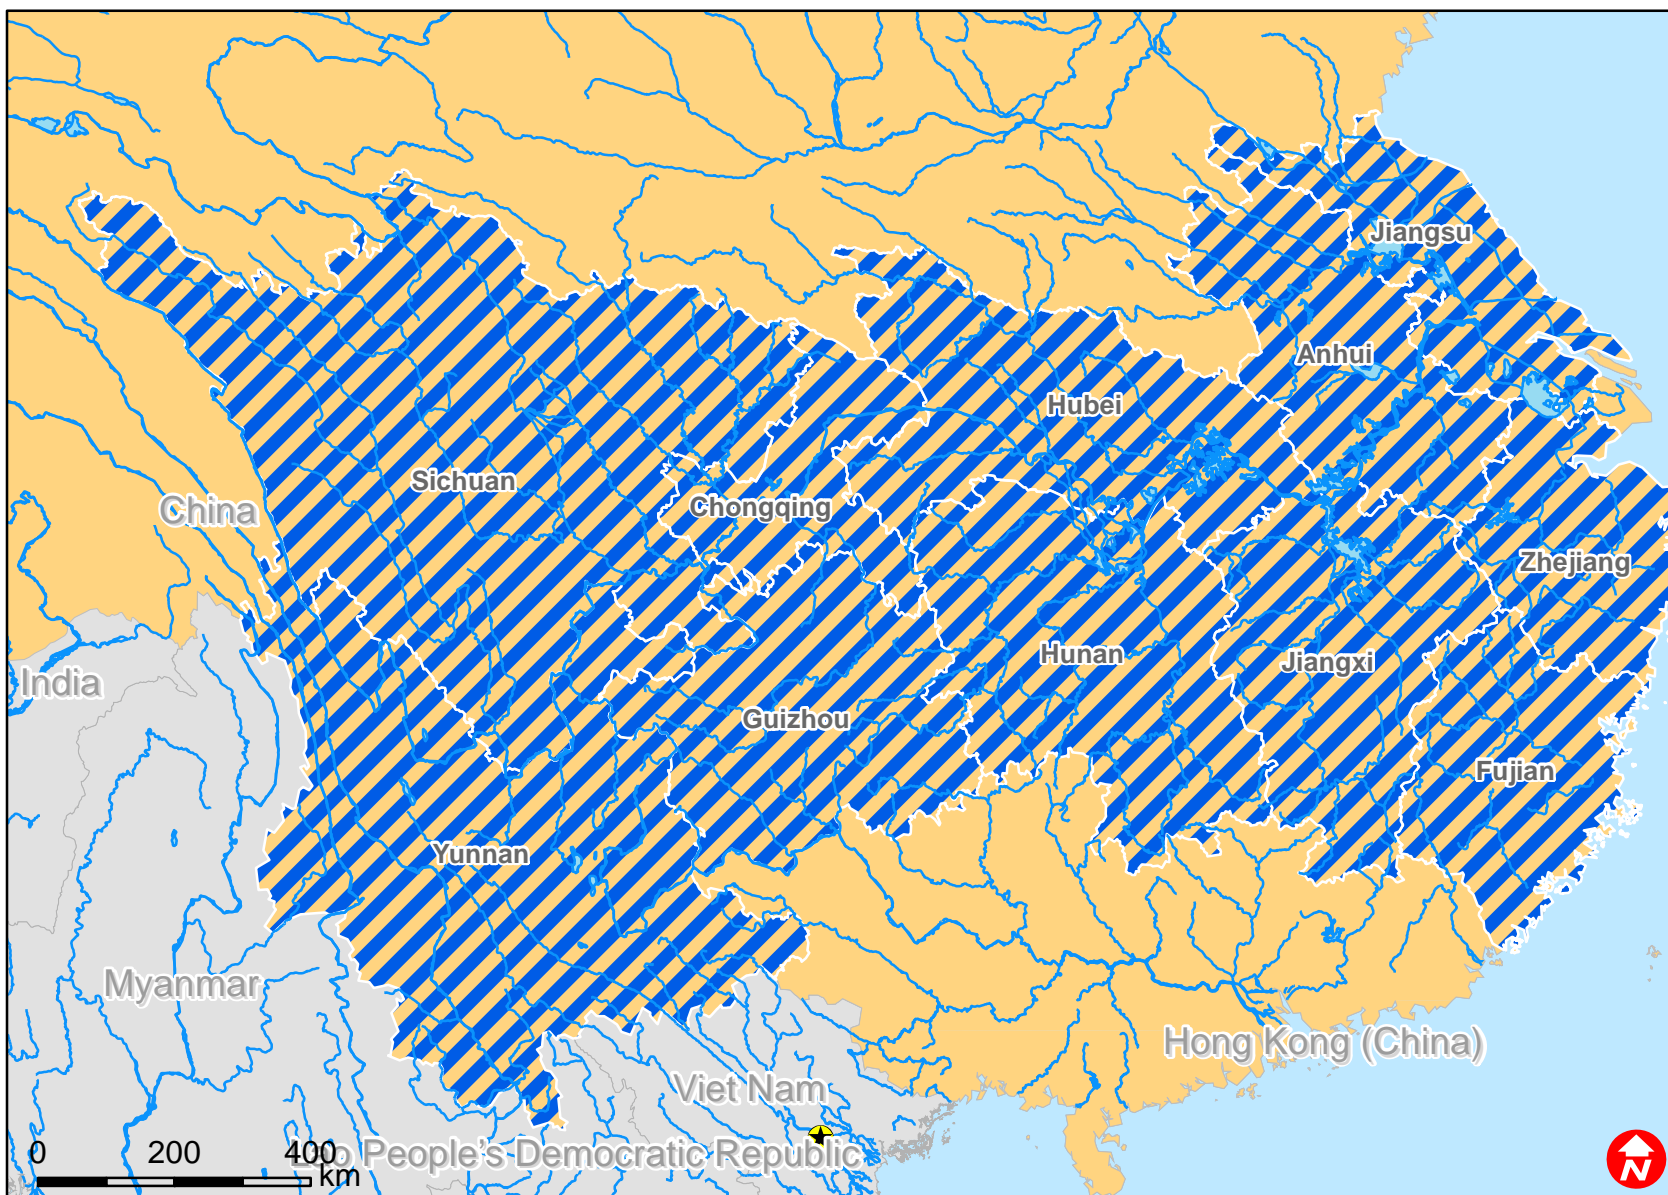 Jiangsu
Anhui
Hubei
Sichuan
Chongqing
China
Zhejiang
Hunan
Jiangxi
India
Guizhou
Fujian
Yunnan
Myanmar
Hong Kong (China)
Viet Nam
People's Democratic Republic
0 200 400 km
N